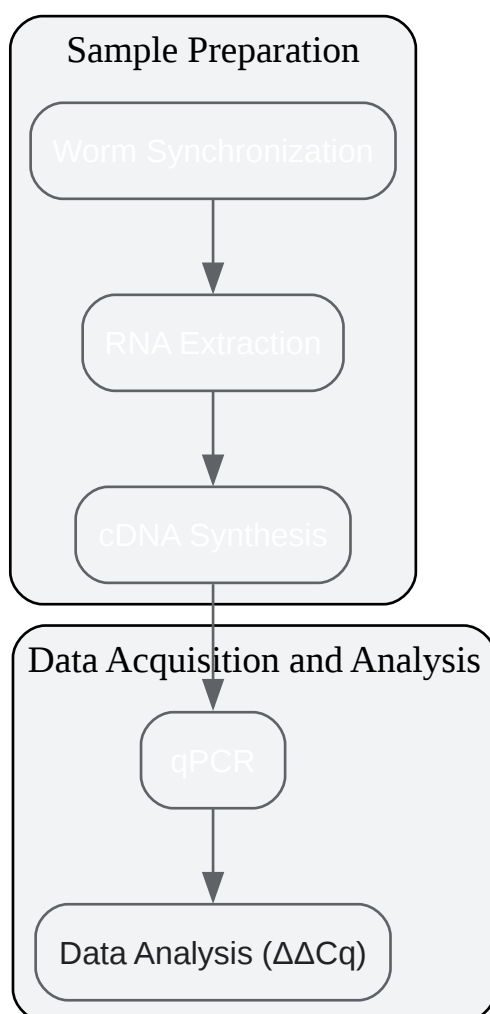 Sample Preparation
Worm Synchronization
RNA Extraction
cDNA Synthesis
Data Acquisition and Analysis
qPCR
Data Analysis (ΔΔCq)